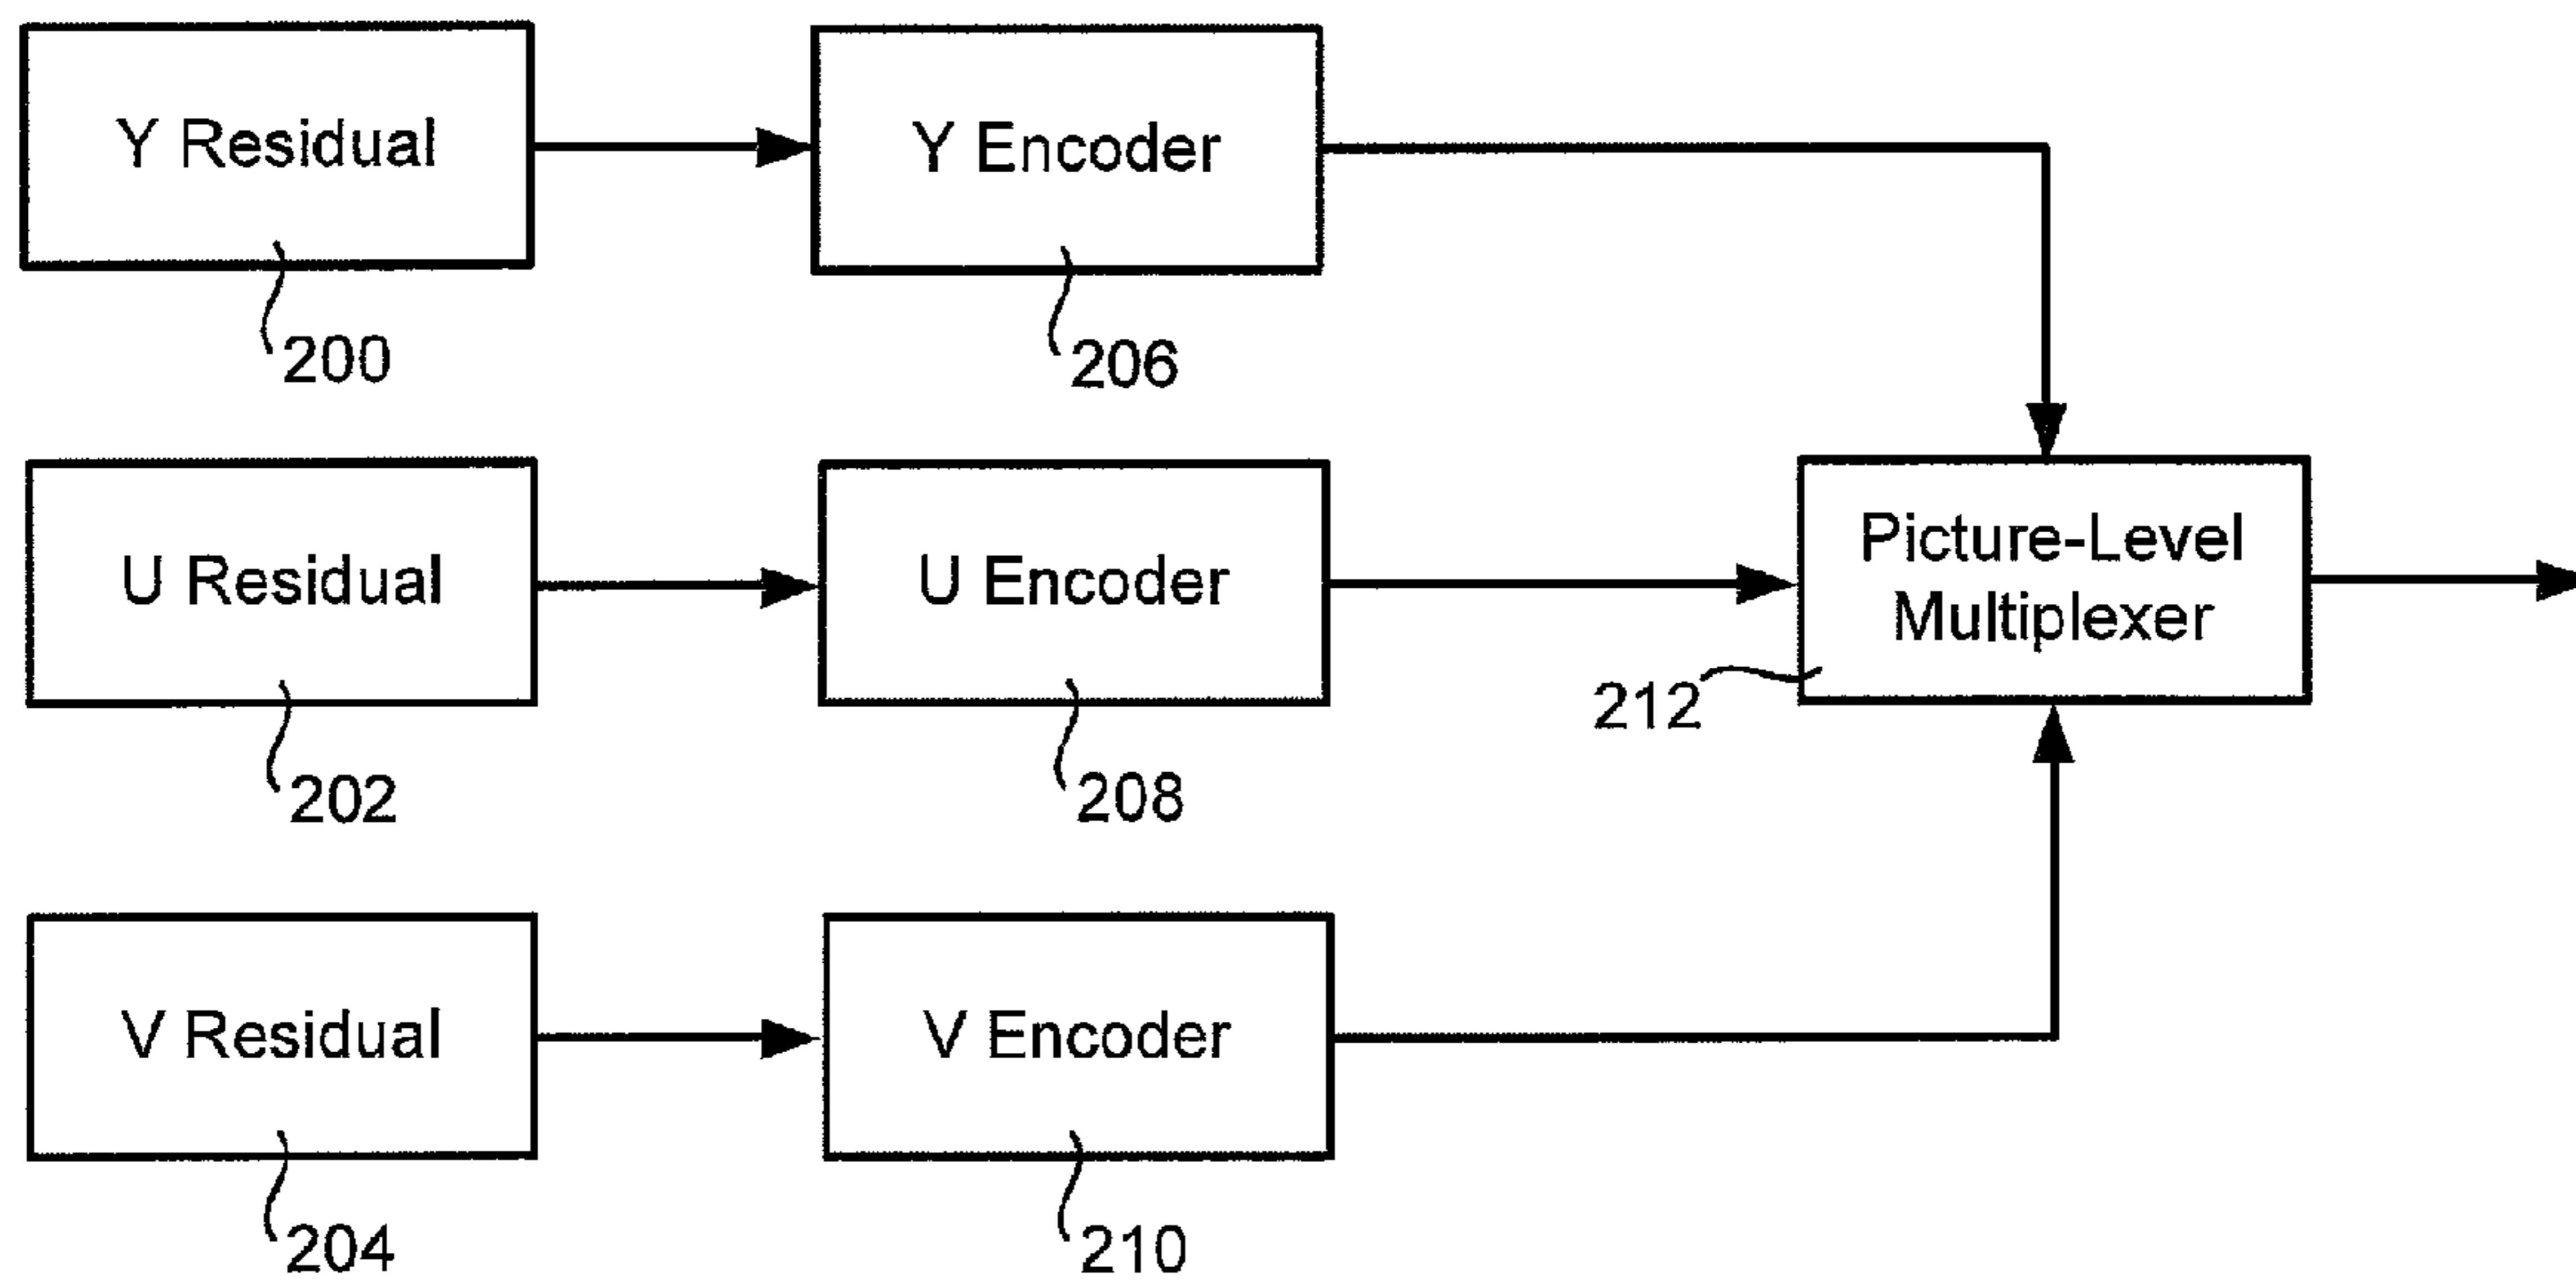 Y Residual
200
Y Encoder
206
U Residual
202
U Encoder
208
Picture-Level
Multiplexer
212
V Residual
204
V Encoder
210